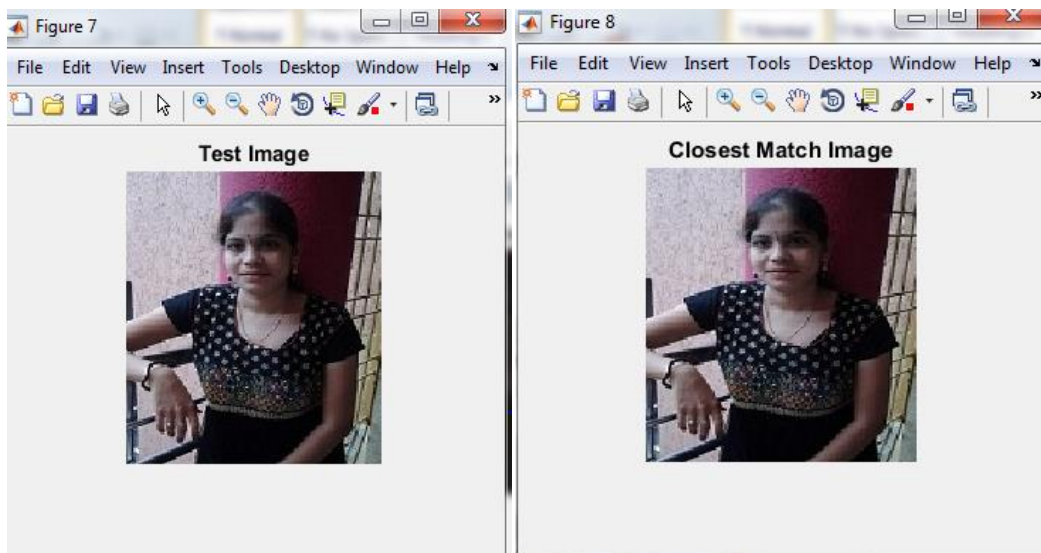 Figure 7
File Edit View Insert Tools Desktop Window Help
Test Image
Figure 8
File Edit View Insert Tools Desktop Window Help
Closest Match Image